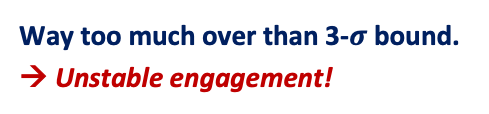 Way too much over than 3-σ bound.
→ Unstable engagement!